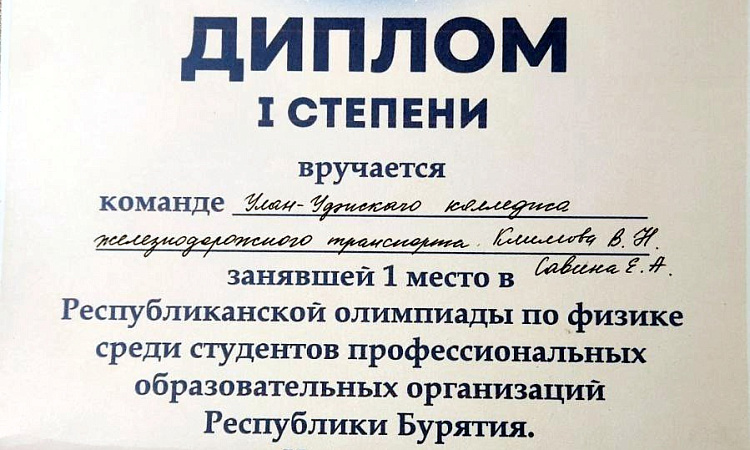 ДИПЛОМ
I СТЕПЕНИ
вручается
команде Улан-Удэнского колледжа
железнодорожного транспорта. Климова В. Н.
Савина Е. А.
занявшей 1 место в
Республиканской олимпиады по физике
среди студентов профессиональных
образовательных организаций
Республики Бурятия.